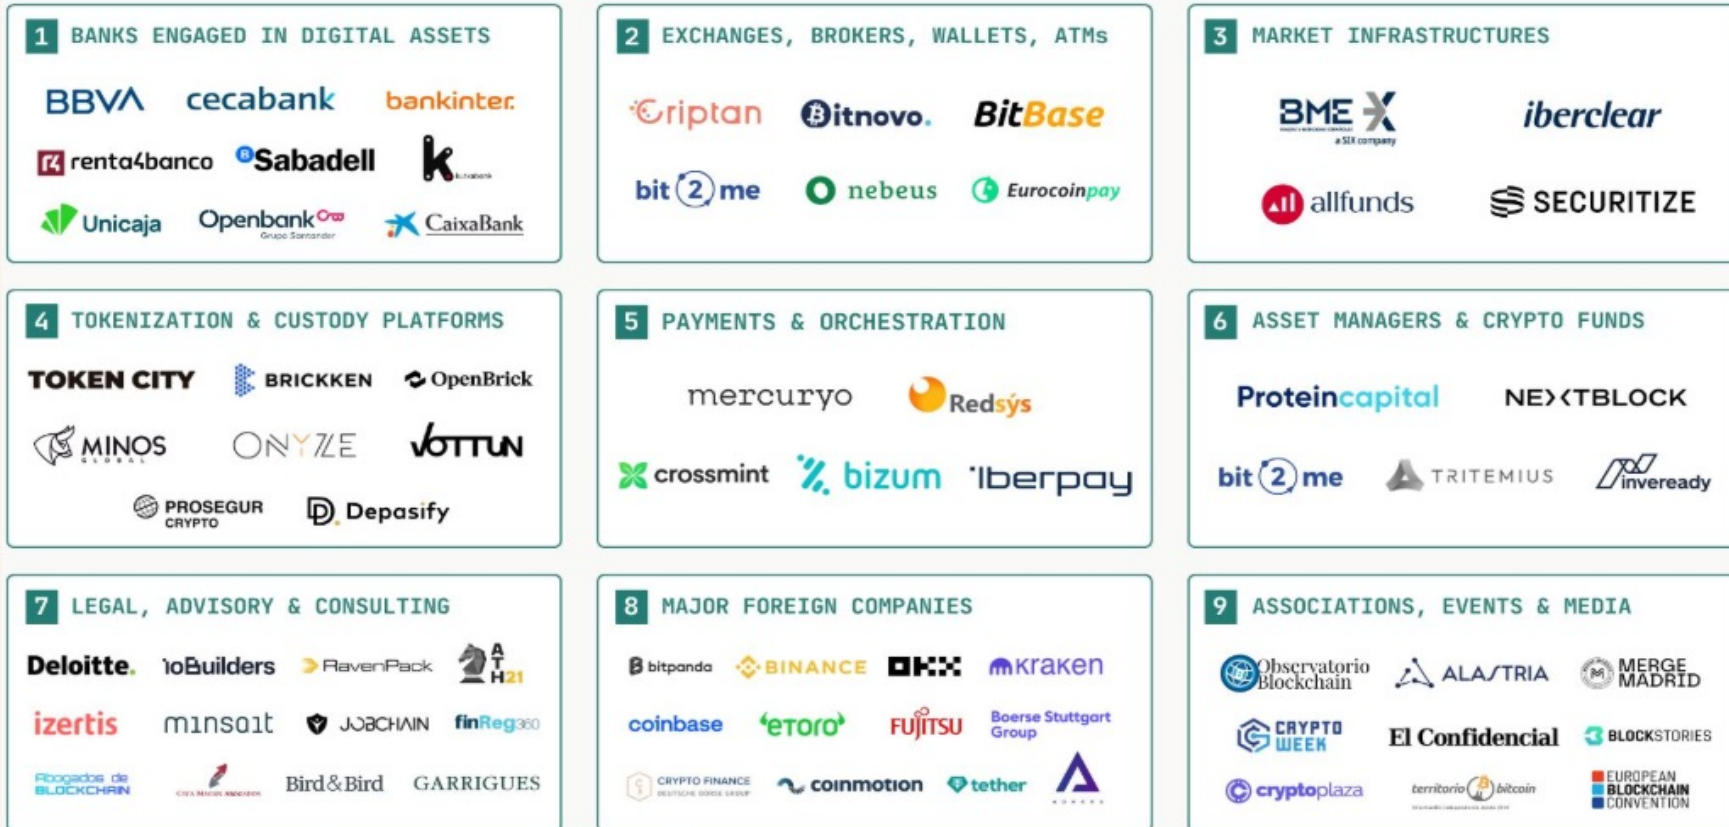 1 BANKS ENGAGED IN DIGITAL ASSETS
BBVA cecabank bankinter.
renta4banco Sabadell k.
Unicaja Openbank CaixaBank
Grupo Santander
2 EXCHANGES, BROKERS, WALLETS, ATMs
Criptan Bitnovo. BitBase
bit2me nebeus Eurocoinpay
3 MARKET INFRASTRUCTURES
BME X iberclear
a SIX company
allfunds SECURITIZE
4 TOKENIZATION & CUSTODY PLATFORMS
TOKEN CITY BRICKKEN OpenBrick
MINOS ONYZE VOTTUN
GLOBAL
PROSEGUR Depasify
CRYPTO
5 PAYMENTS & ORCHESTRATION
mercuryo Redsýs
crossmint bizum Iberpay
6 ASSET MANAGERS & CRYPTO FUNDS
Proteincapital NEXTBLOCK
bit2me TRITEMIUS inveready
7 LEGAL, ADVISORY & CONSULTING
Deloitte. ioBuilders RavenPack ATH21
izertis minsait JOBCHAIN finReg360
Abogados de
BLOCKCHAIN
Bird&Bird GARRIGUES
8 MAJOR FOREIGN COMPANIES
bitpanda BINANCE OKX kraken
coinbase eToro FUJITSU Boerse Stuttgart
Group
CRYPTO FINANCE coinmotion tether
DEUTSCHE BÖRSE GROUP
9 ASSOCIATIONS, EVENTS & MEDIA
Observatorio
Blockchain
ALASTRIA
MERGE
MADRID
CRYPTO
WEEK
El Confidencial BLOCKSTORIES
cryptoplaza territorio bitcoin
EUROPEAN
BLOCKCHAIN
CONVENTION